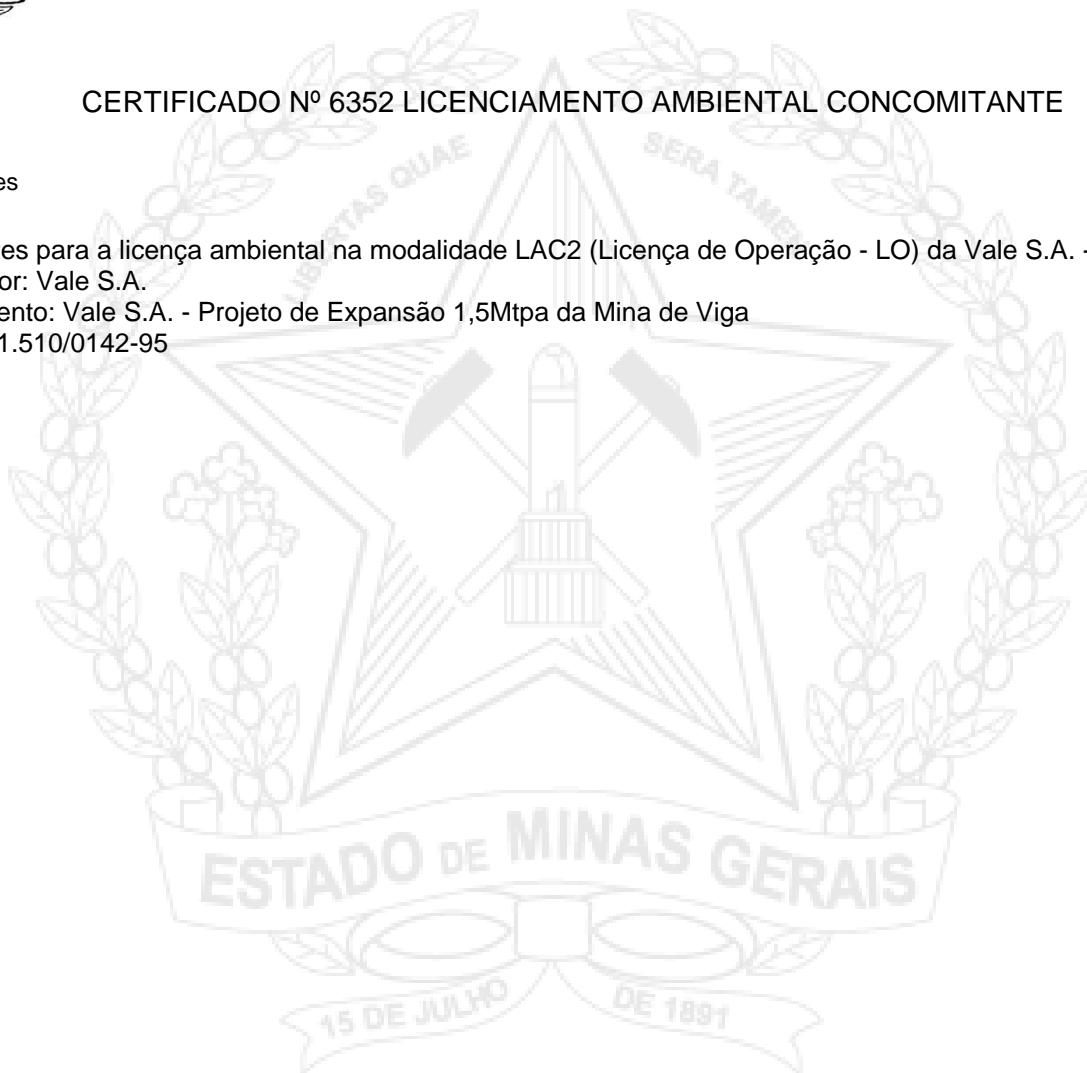 CERTIFICADO Nº 6352 LICENCIAMENTO AMBIENTAL CONCOMITANTE
es
es para a licença ambiental na modalidade LAC2 (Licença de Operação - LO) da Vale S.A. -
or: Vale S.A.
ento: Vale S.A. - Projeto de Expansão 1,5Mtpa da Mina de Viga
1.510/0142-95
LIBERTAS QUAE SERA TAMEN
ESTADO DE MINAS GERAIS
15 DE JULHO DE 1891